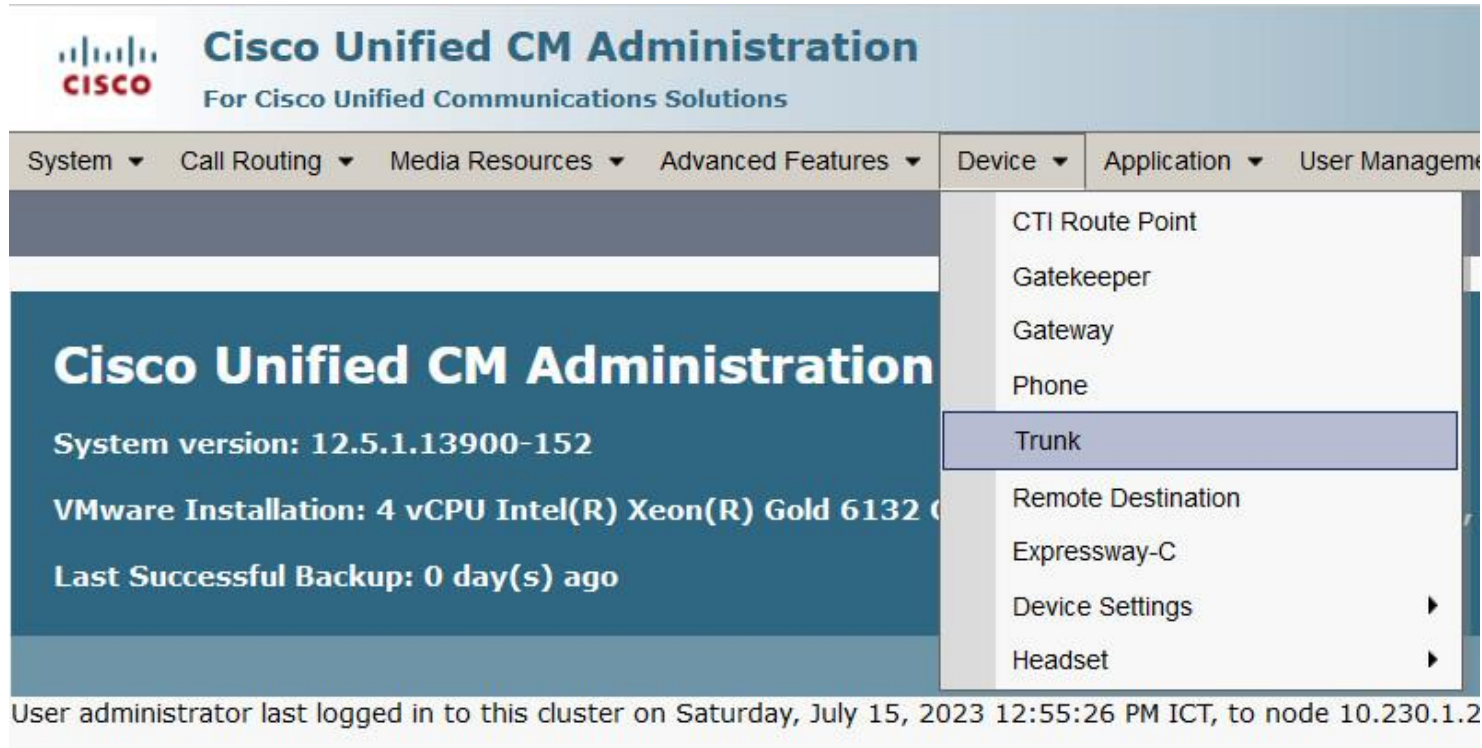 CISCO
Cisco Unified CM Administration
For Cisco Unified Communications Solutions
System Call Routing Media Resources Advanced Features Device Application
User
CTI Route Point
Gatekeeper
Gateway
Phone
Trunk
Remote Destination
Expressway-C
Device Settings
Headset
Cisco Unified CM Administration
System version: 12.5.1.13900-152
VMware Installation: 4 vCPU Intel(R) Xeon(R) Gold 6132
Last Successful Backup: 0 day(s) ago
User administrator last logged in to this cluster on Saturday, July 15, 2023 12:55:26 PM ICT, to node 10.230.1.2